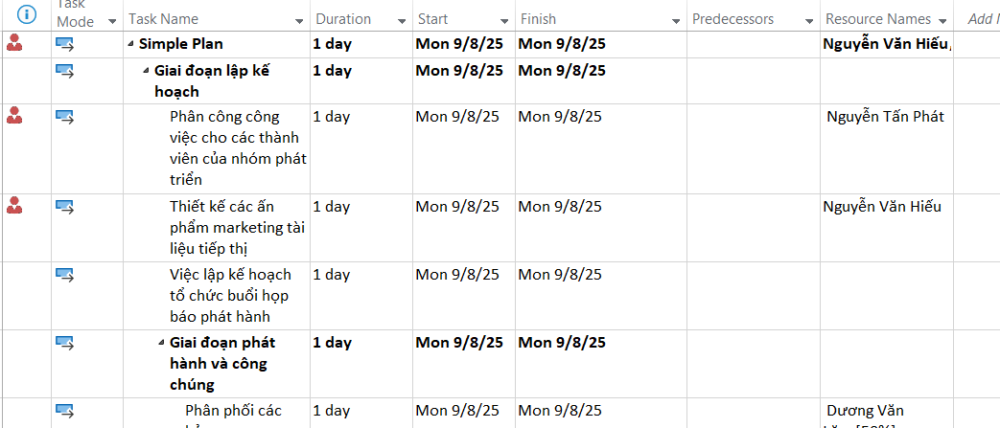 Task
Mode
Task Name
Duration
Start
Finish
Predecessors
Resource Names
Add
Simple Plan
1 day
Mon 9/8/25
Mon 9/8/25
Nguyễn Văn Hiếu,
Giai đoạn lập kế
hoạch
1 day
Mon 9/8/25
Mon 9/8/25
Phân công công
việc cho các thành
viên của nhóm phát
triển
1 day
Mon 9/8/25
Mon 9/8/25
Nguyễn Tấn Phát
Thiết kế các ấn
phẩm marketing tài
liệu tiếp thị
1 day
Mon 9/8/25
Mon 9/8/25
Nguyễn Văn Hiếu
Việc lập kế hoạch
tổ chức buổi họp
báo phát hành
1 day
Mon 9/8/25
Mon 9/8/25
Giai đoạn phát
hành và công
chúng
1 day
Mon 9/8/25
Mon 9/8/25
Phân phối các
1 day
Mon 9/8/25
Mon 9/8/25
Dương Văn